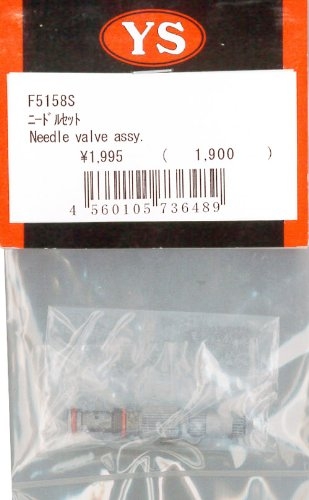 YS
F5158S
ﾆｰﾄﾞﾙｾｯﾄ
Needle valve assy.
¥1,995 ( 1,900 )
4 560105 736489